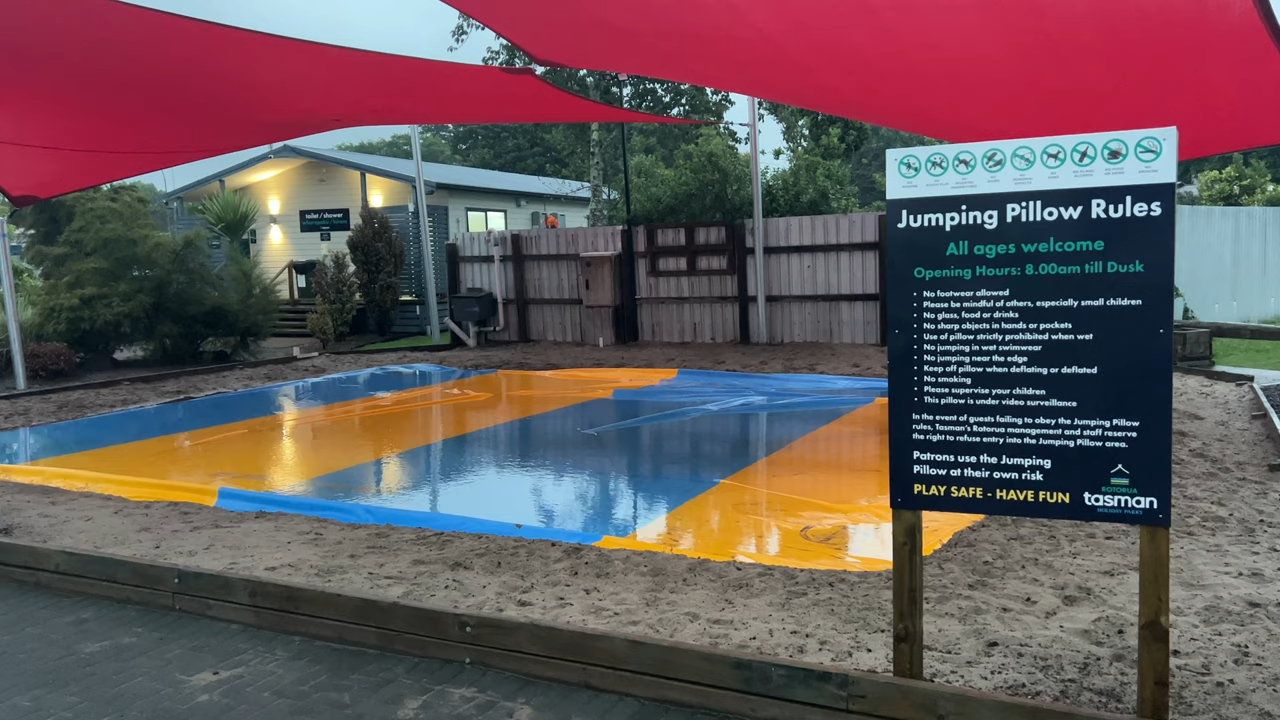 toilet / shower
Jumping Pillow Rules
All ages welcome
Opening Hours: 8.00am till Dusk
• No footwear allowed
• Please be mindful of others, especially small children
• No glass, food or drinks
• No sharp objects in hands or pockets
• Use of pillow strictly prohibited when wet
• No jumping in wet swimwear
• No jumping near the edge
• Keep off pillow when deflating or deflated
• No smoking
• Please supervise your children
• This pillow is under video surveillance
In the event of guests failing to obey the Jumping Pillow
rules, Tasman's Rotorua management and staff reserve
the right to refuse entry into the Jumping Pillow area.
Patrons use the Jumping
Pillow at their own risk
PLAY SAFE - HAVE FUN
ROTORUA
tasman
HOLIDAY PARKS